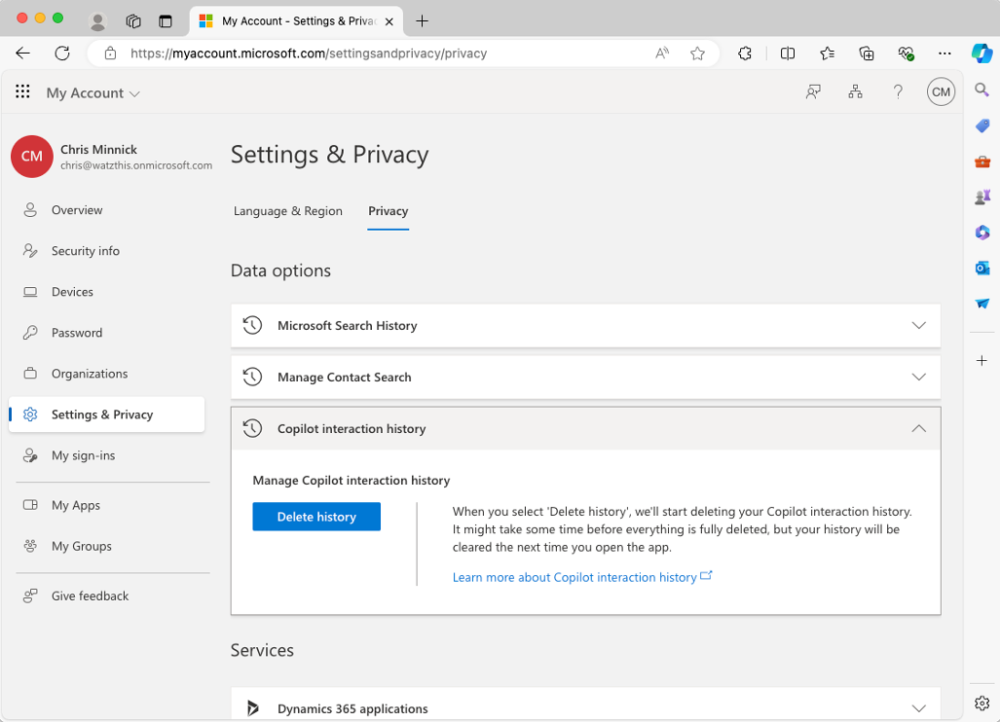 My Account - Settings & Priva
https://myaccount.microsoft.com/settingsandprivacy/privacy
My Account
?
CM
CM
Chris Minnick
chris@watzthis.onmicrosoft.com
Overview
Security info
Devices
Password
Organizations
Settings & Privacy
My sign-ins
My Apps
My Groups
Give feedback
Settings & Privacy
Language & Region
Privacy
Data options
Microsoft Search History
Manage Contact Search
Copilot interaction history
Manage Copilot interaction history
Delete history
When you select 'Delete history', we'll start deleting your Copilot interaction history.
It might take some time before everything is fully deleted, but your history will be
cleared the next time you open the app.
Learn more about Copilot interaction history
Services
Dynamics 365 applications